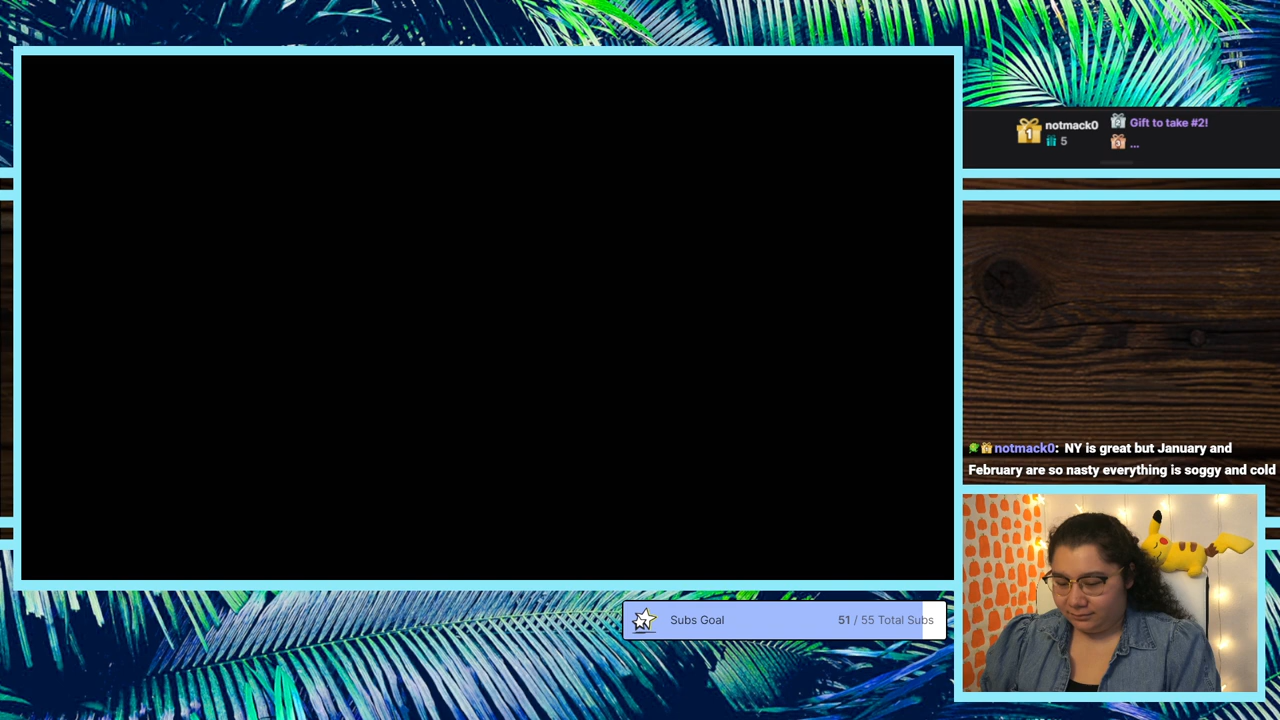 notmack0
5
Gift to take #2!
...
notmack0: NY is great but January and
February are so nasty everything is soggy and cold
Subs Goal
51 / 55 Total Subs